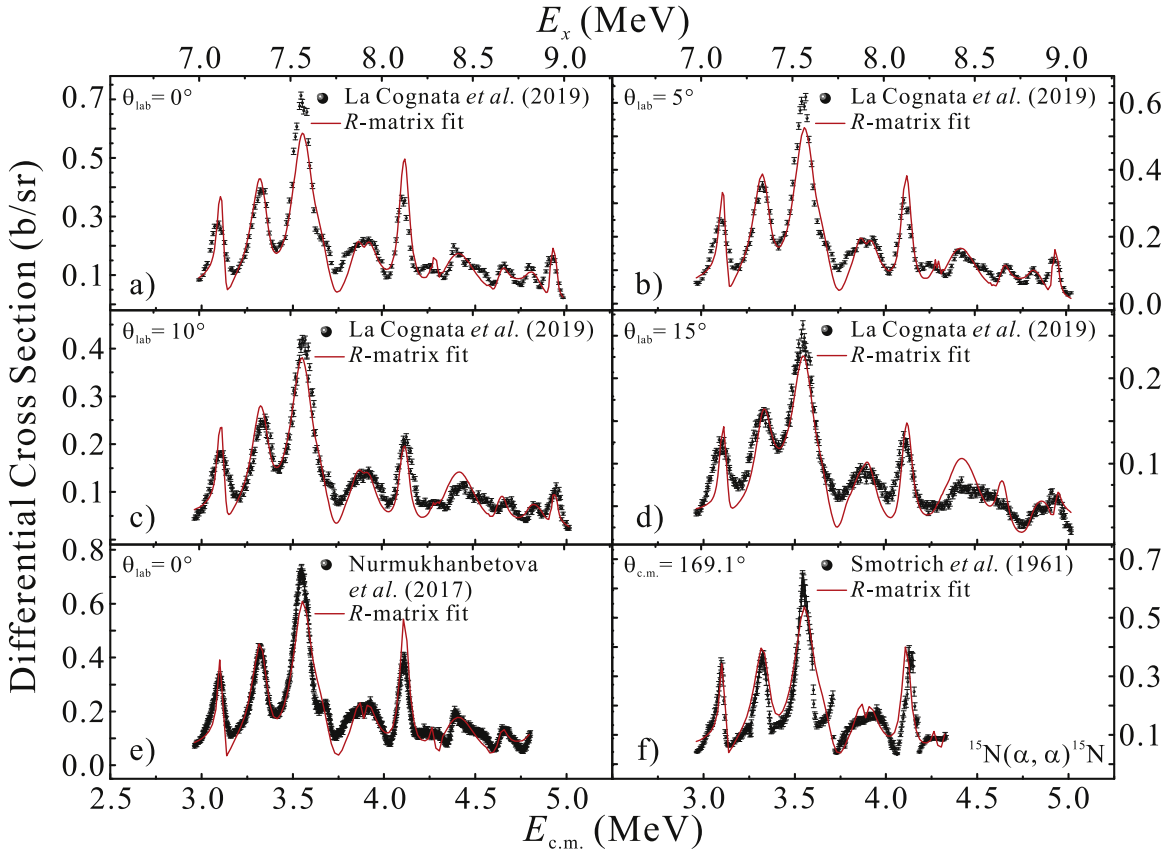 E_x (MeV)
7.0 7.5 8.0 8.5 9.0 7.0 7.5 8.0 8.5 9.0
Differential Cross Section (b/sr)
θ_lab = 0°
La Cognata et al. (2019)
R-matrix fit
0.7
0.5
0.3
0.1
a)
θ_lab = 5°
La Cognata et al. (2019)
R-matrix fit
0.6
0.4
0.2
0.0
b)
θ_lab = 10°
La Cognata et al. (2019)
R-matrix fit
0.4
0.3
0.2
0.1
c)
θ_lab = 15°
La Cognata et al. (2019)
R-matrix fit
0.2
0.1
d)
θ_lab = 0°
Nurmukhanbetova
et al. (2017)
R-matrix fit
0.8
0.6
0.4
0.2
0.0
e)
θ_c.m. = 169.1°
Smotrich et al. (1961)
R-matrix fit
0.7
0.5
0.3
0.1
f)
¹⁵N(α, α)¹⁵N
2.5 3.0 3.5 4.0 4.5 5.0 3.0 3.5 4.0 4.5 5.0
E_c.m. (MeV)